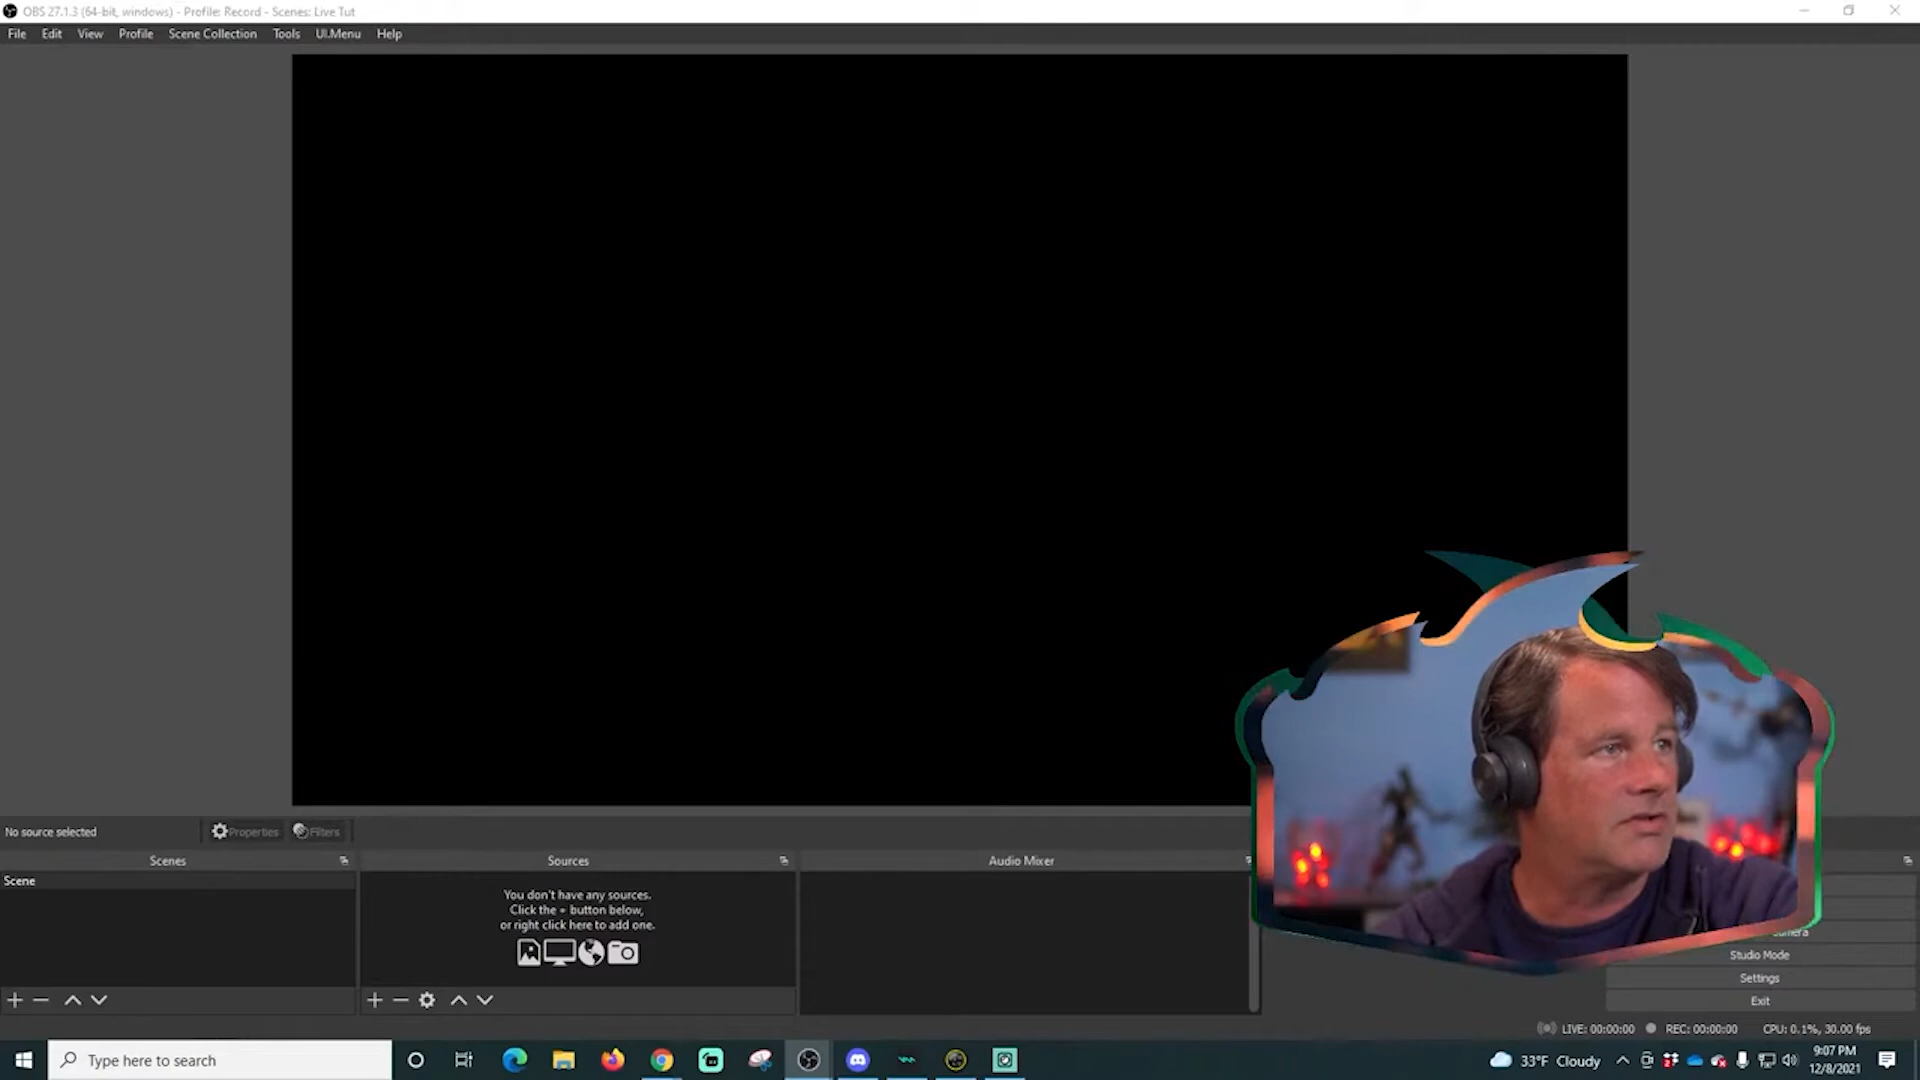 OBS 27.1.3 (64-bit, windows) - Profile: Record - Scenes: Live Tut
File Edit View Profile Scene Collection Tools UI.Menu Help
No source selected Properties Filters
Scenes Sources Audio Mixer
Scene
You don't have any sources.
Click the + button below,
or right click here to add one.
Studio Mode
Settings
Exit
LIVE: 00:00:00 REC: 00:00:00 CPU: 0.1%, 30.00 fps
Type here to search
33°F Cloudy
9:07 PM
12/8/2021